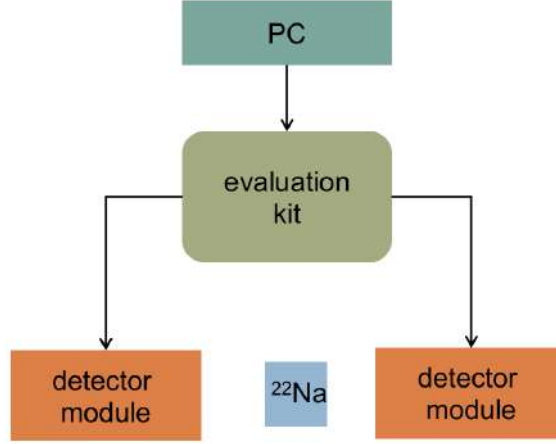 PC
evaluation
kit
detector
module
²²Na
detector
module